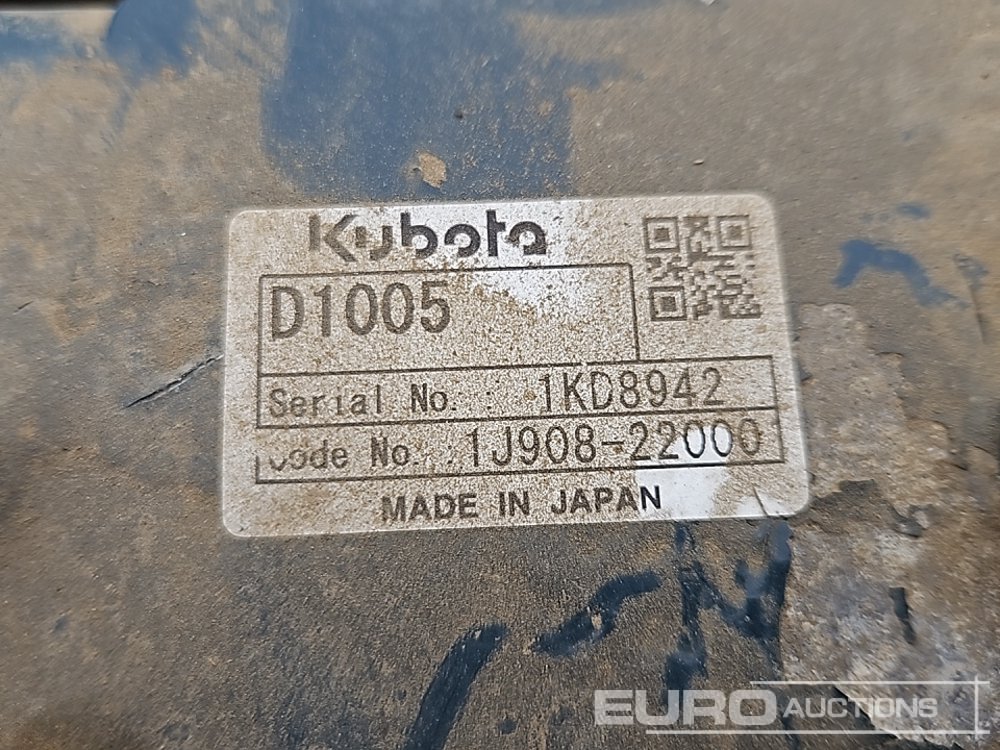 Kubota
D1005
Serial No. : 1KD8942
Code No. : 1J908-22000
MADE IN JAPAN
EURO AUCTIONS